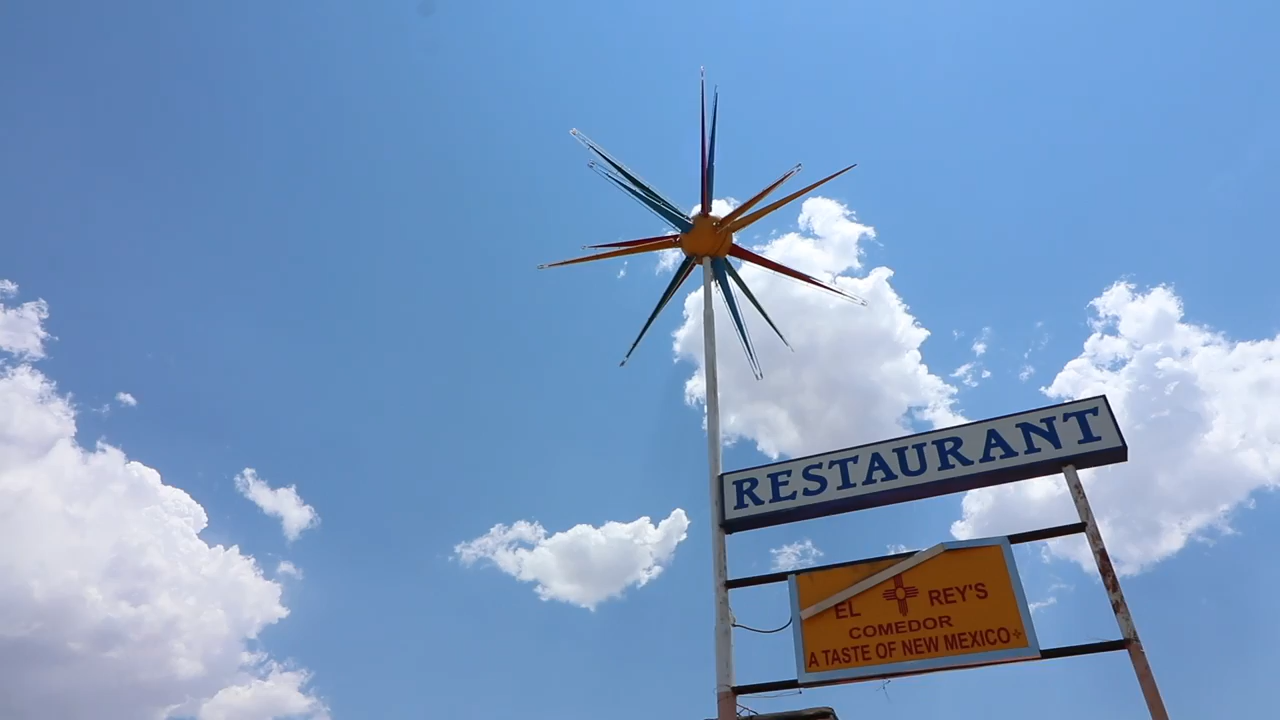 RESTAURANT
EL REY'S
COMEDOR
A TASTE OF NEW MEXICO